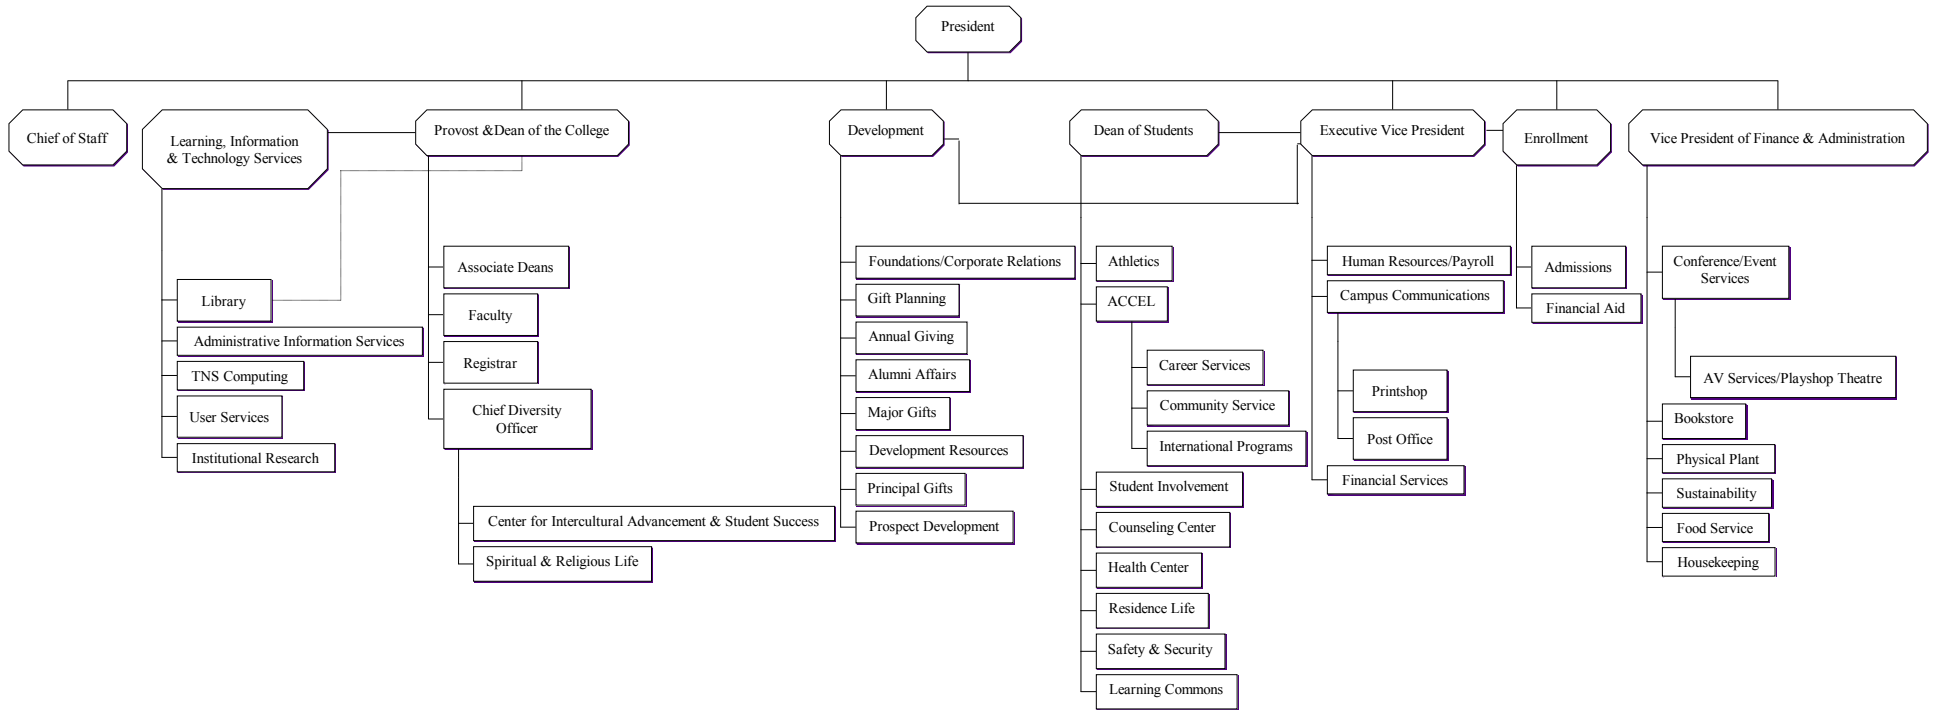 President
Chief of Staff
Learning, Information
& Technology Services
Provost &Dean of the College
Development
Dean of Students
Executive Vice President
Enrollment
Vice President of Finance & Administration
Library
Administrative Information Services
TNS Computing
User Services
Institutional Research
Associate Deans
Faculty
Registrar
Chief Diversity
Officer
Center for Intercultural Advancement & Student Success
Spiritual & Religious Life
Foundations/Corporate Relations
Gift Planning
Annual Giving
Alumni Affairs
Major Gifts
Development Resources
Principal Gifts
Prospect Development
Athletics
ACCEL
Career Services
Community Service
International Programs
Student Involvement
Counseling Center
Health Center
Residence Life
Safety & Security
Learning Commons
Human Resources/Payroll
Campus Communications
Printshop
Post Office
Financial Services
Admissions
Financial Aid
Conference/Event
Services
AV Services/Playshop Theatre
Bookstore
Physical Plant
Sustainability
Food Service
Housekeeping